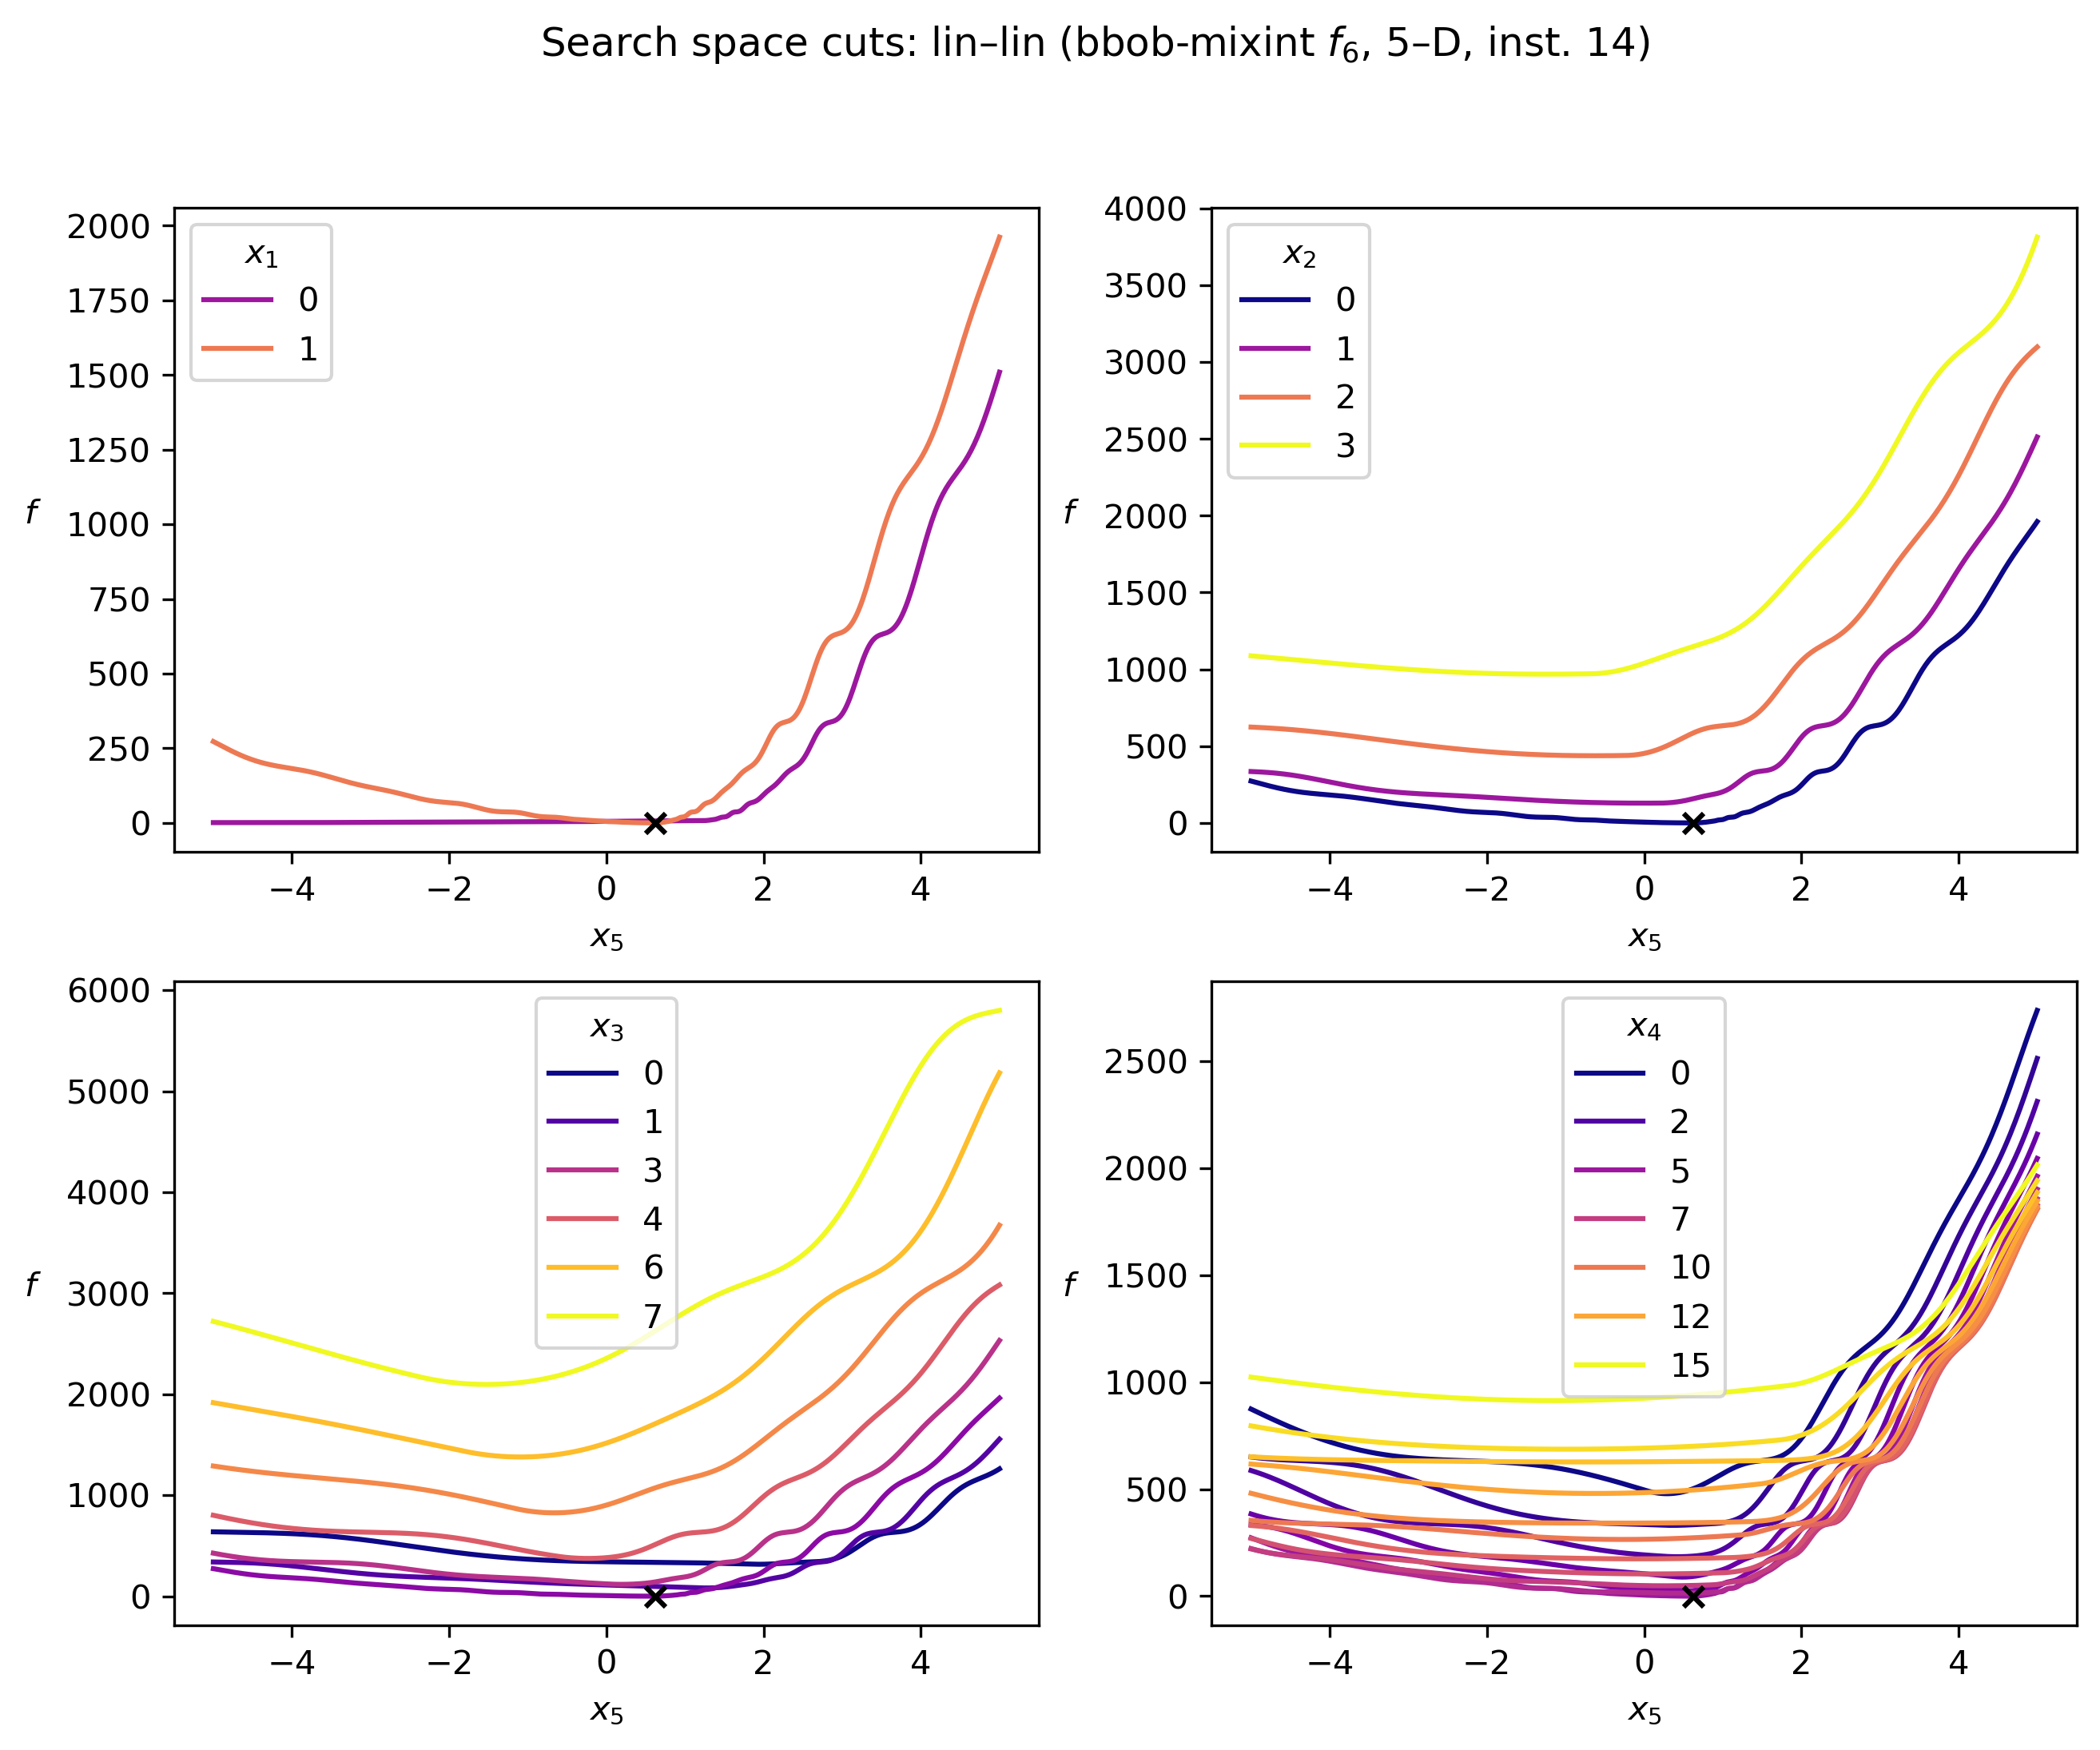 Search space cuts: lin–lin (bbob-mixint f6, 5–D, inst. 14)
2000
1750
1500
1250
1000
750
500
250
0
f
x1
0
1
−4 −2 0 2 4
x5
4000
3500
3000
2500
2000
1500
1000
500
0
f
x2
0
1
2
3
−4 −2 0 2 4
x5
6000
5000
4000
3000
2000
1000
0
f
x3
0
1
3
4
6
7
−4 −2 0 2 4
x5
2500
2000
1500
1000
500
0
f
x4
0
2
5
7
10
12
15
−4 −2 0 2 4
x5